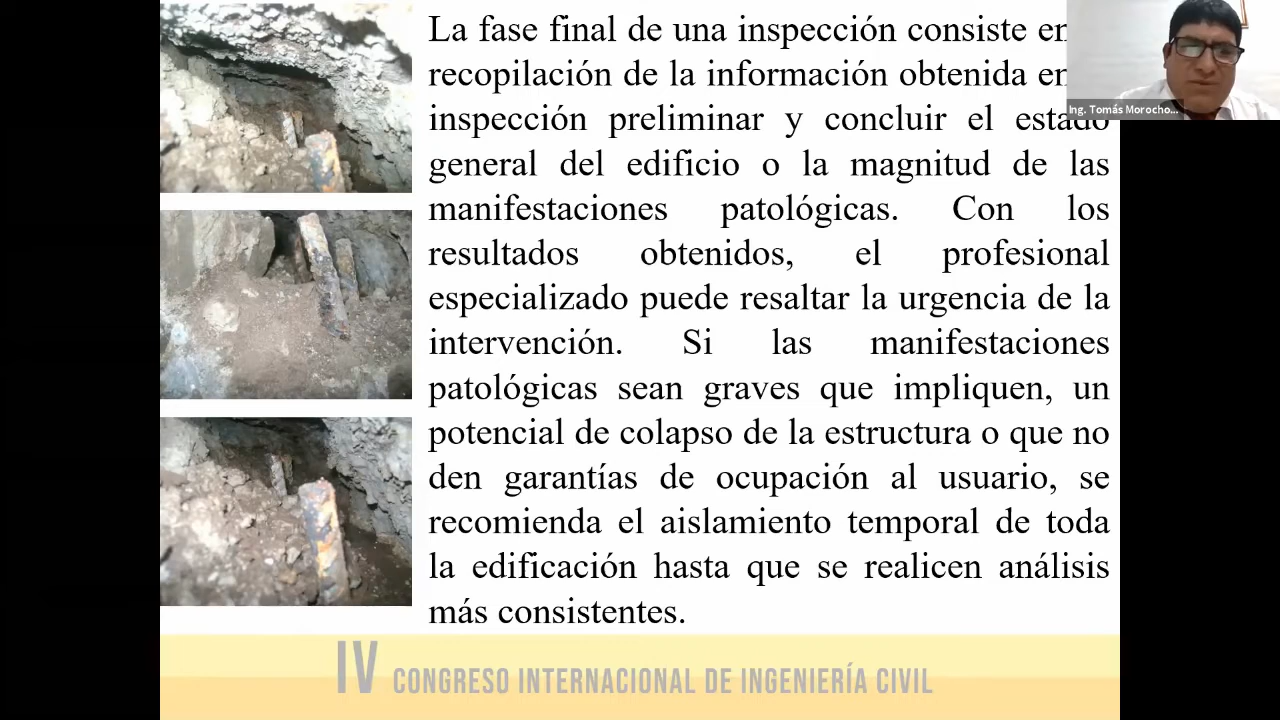 La fase final de una inspección consiste en
recopilación de la información obtenida en
inspección preliminar y concluir el estado
general del edificio o la magnitud de las
manifestaciones patológicas. Con los
resultados obtenidos, el profesional
especializado puede resaltar la urgencia de la
intervención. Si las manifestaciones
patológicas sean graves que impliquen, un
potencial de colapso de la estructura o que no
den garantías de ocupación al usuario, se
recomienda el aislamiento temporal de toda
la edificación hasta que se realicen análisis
más consistentes.
Ing. Tomás Morocho...
IV CONGRESO INTERNACIONAL DE INGENIERÍA CIVIL